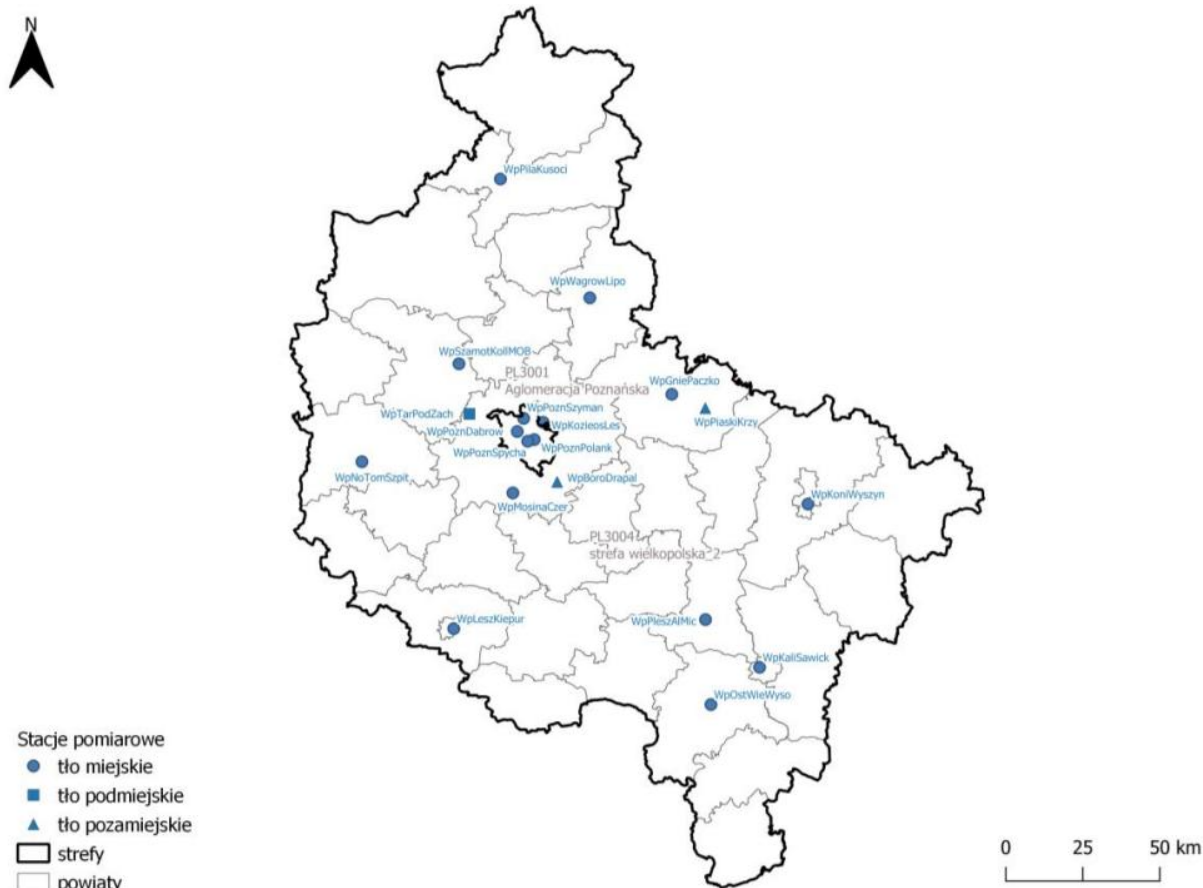 N
WpPilaKusoci
WpWagrowLipo
WpSzamotKollMOB
PL3001
Aglomeracja Poznańska
WpGniePaczko
WpTarPodZach
WpPoznSzyman
WpPiaskiKrzy
WpPoznDabrow
WpKozieosLes
WpPoznSpycha
WpPoznPolank
WpNoTomSzpit
WpBoroDrapal
WpMosinaCzer
WpKoniWyszyn
PL3004
strefa wielkopolska_2
WpLeszKiepur
WpPleszAlMic
WpKaliSawick
WpOstWieWyso
Stacje pomiarowe
tło miejskie
tło podmiejskie
tło pozamiejskie
strefy
powiaty
0 25 50 km